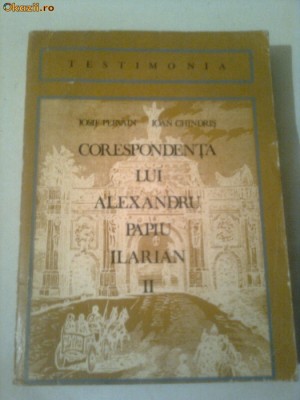 okazii.ro
TESTIMONIA
IOSIF PERVAIN IOAN CHINDRIȘ
CORESPONDENȚA
LUI
ALEXANDRU
PAPIU
ILARIAN
II